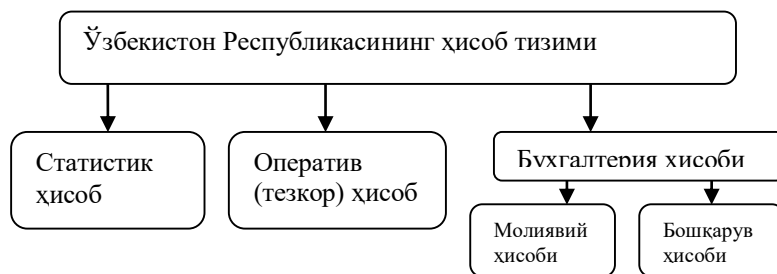 Ўзбекистон Республикасининг ҳисоб тизими
Статистик
ҳисоб
Оператив
(тезкор) ҳисоб
Бухгалтерия ҳисоби
Молиявий
ҳисоби
Бошқарув
ҳисоби